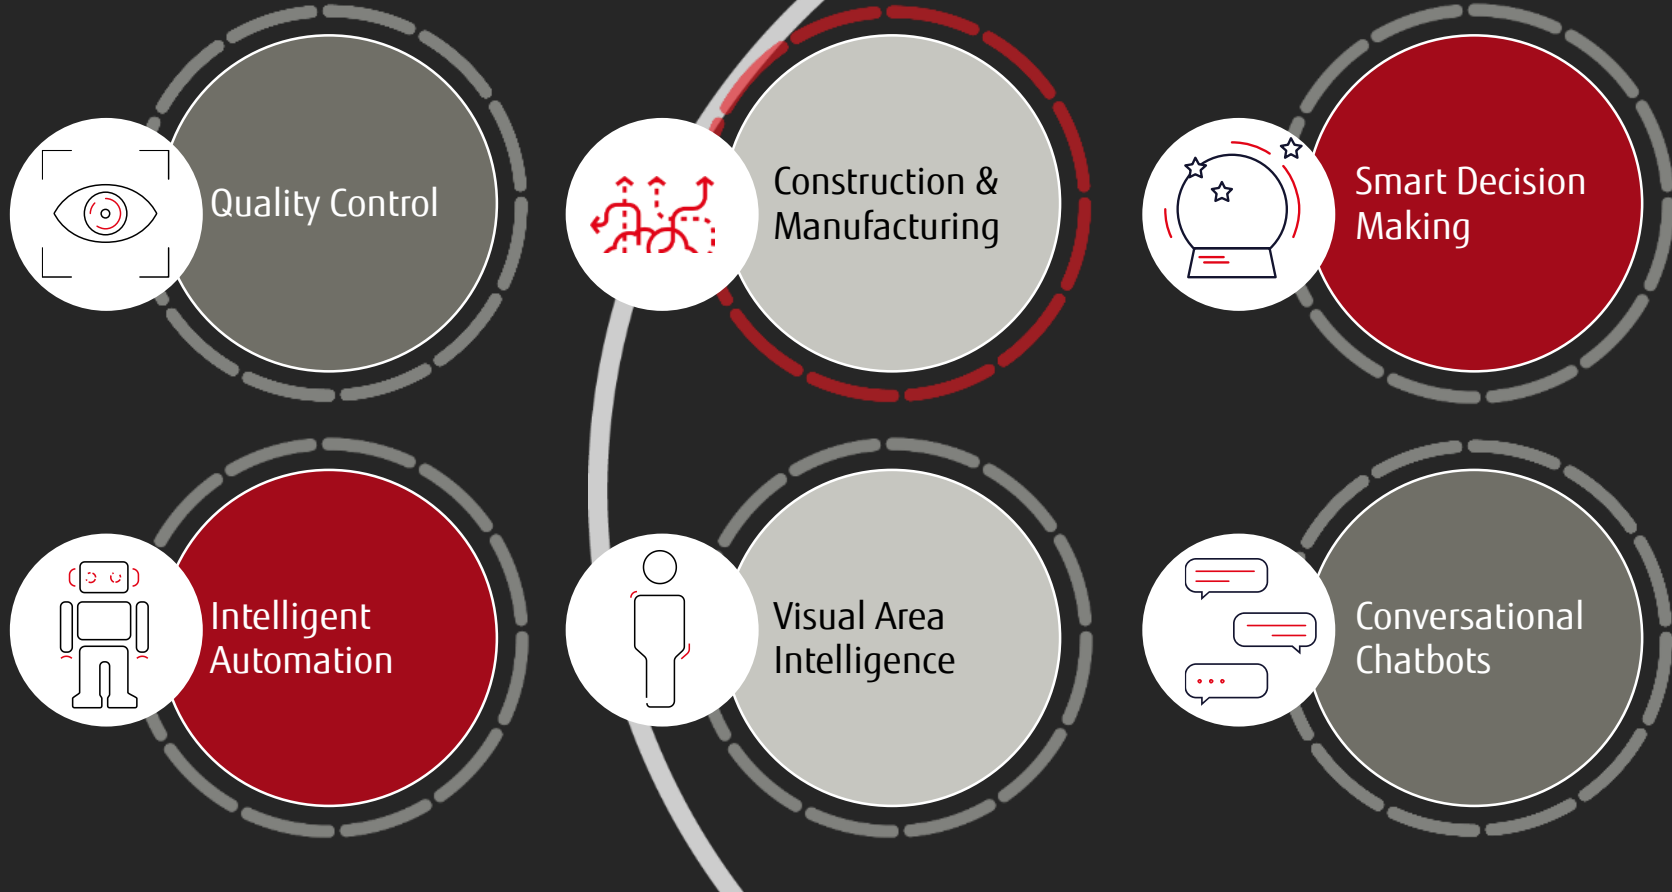 Quality Control
Construction &
Manufacturing
Smart Decision
Making
Intelligent
Automation
Visual Area
Intelligence
Conversational
Chatbots